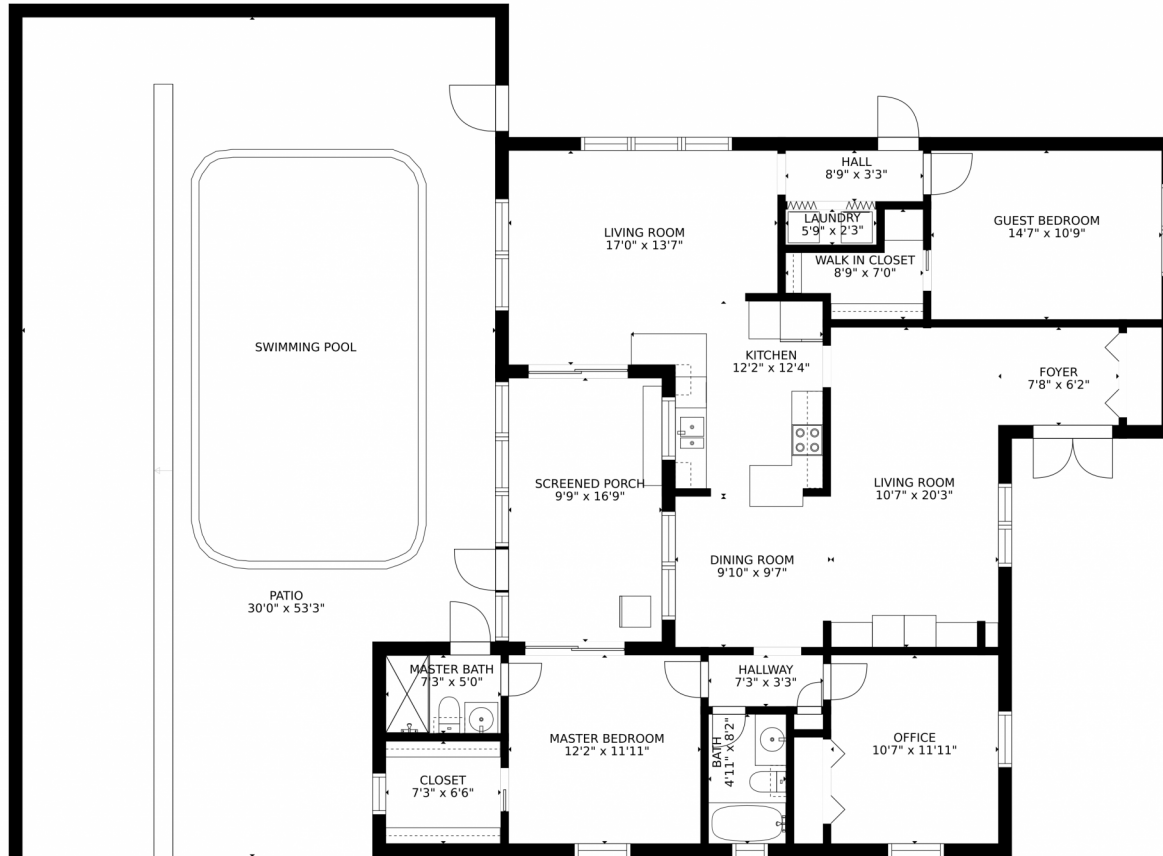 HALL
8'9" x 3'3"
LAUNDRY
5'9" x 2'3"
GUEST BEDROOM
14'7" x 10'9"
LIVING ROOM
17'0" x 13'7"
WALK IN CLOSET
8'9" x 7'0"
SWIMMING POOL
KITCHEN
12'2" x 12'4"
FOYER
7'8" x 6'2"
SCREENED PORCH
9'9" x 16'9"
LIVING ROOM
10'7" x 20'3"
DINING ROOM
9'10" x 9'7"
PATIO
30'0" x 53'3"
MASTER BATH
7'3" x 5'0"
HALLWAY
7'3" x 3'3"
MASTER BEDROOM
12'2" x 11'11"
BATH
4'11" x 8'2"
OFFICE
10'7" x 11'11"
CLOSET
7'3" x 6'6"